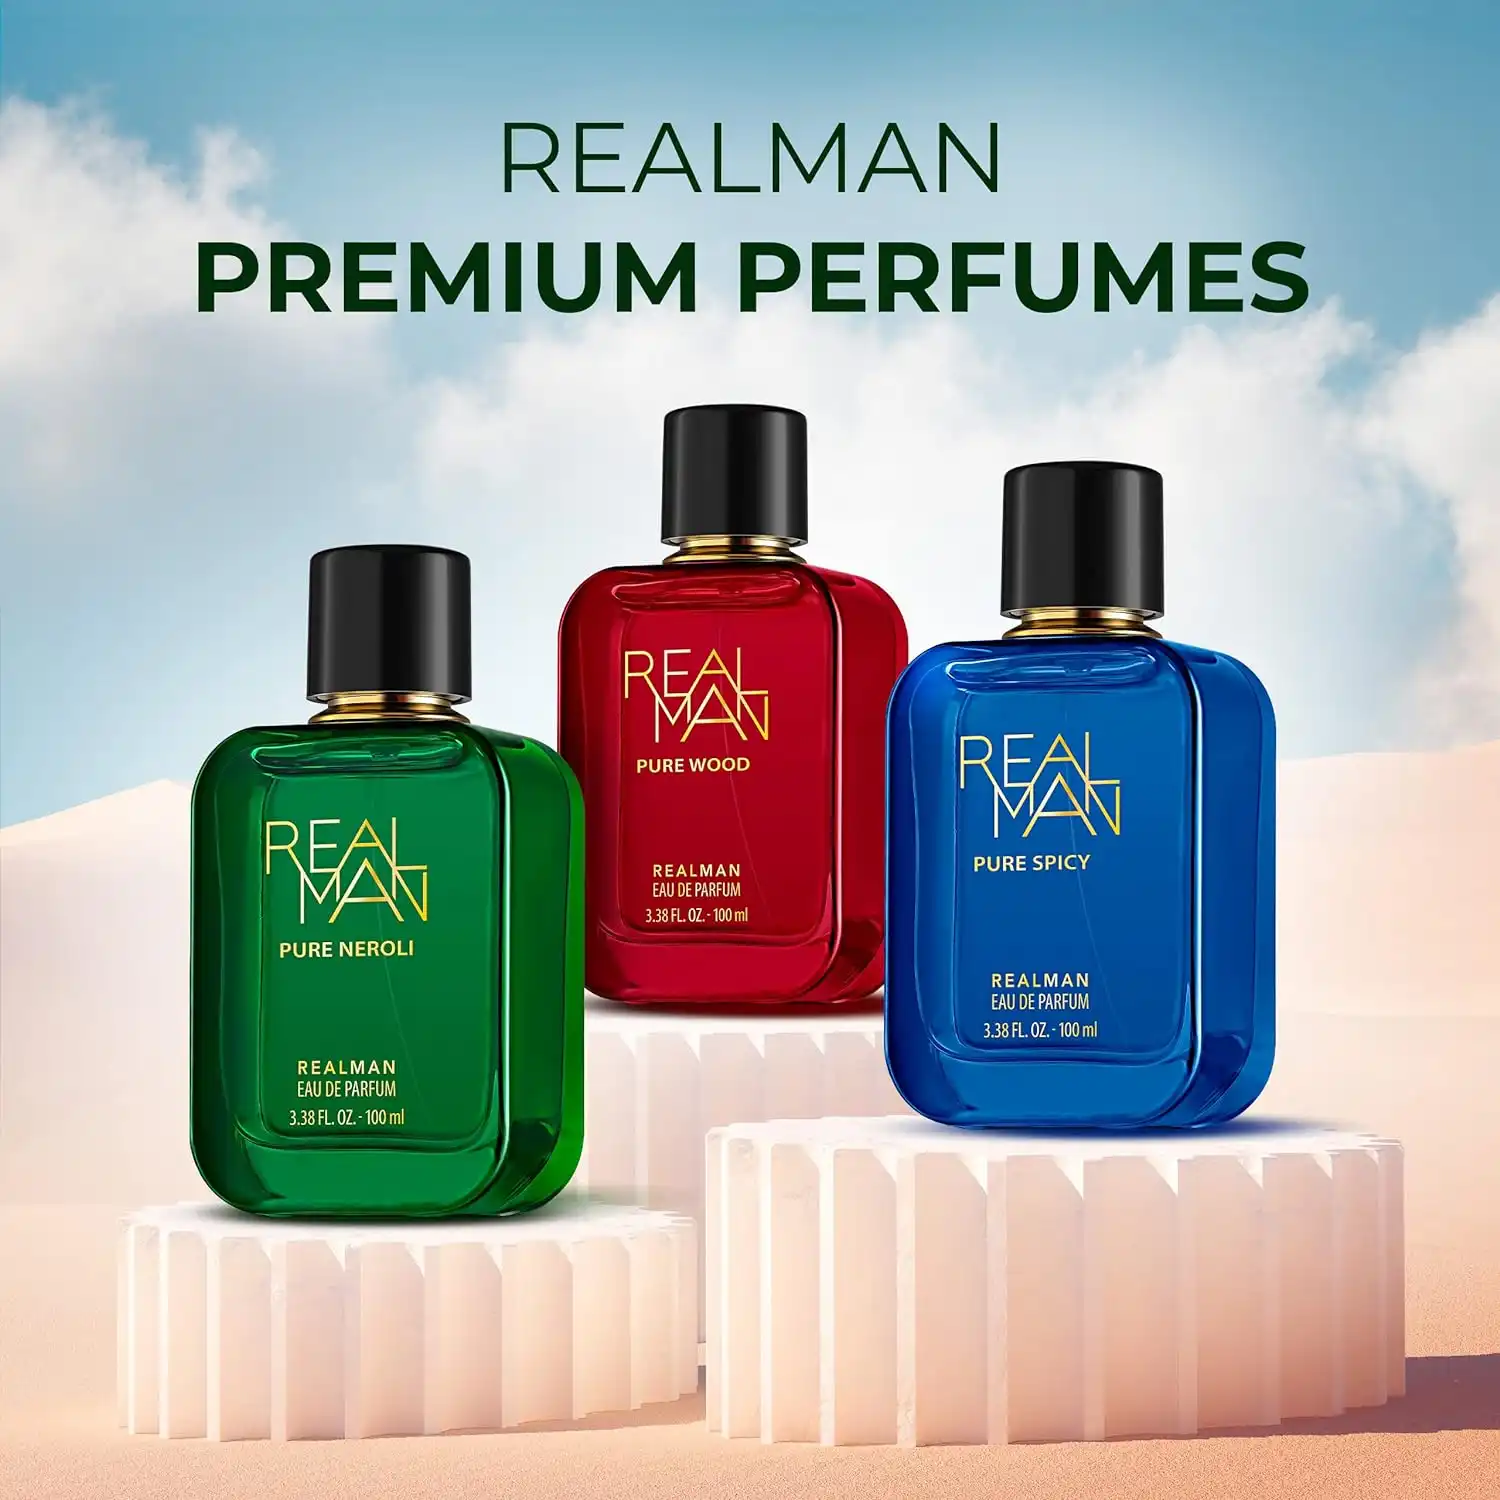 REALMAN
PREMIUM PERFUMES
REAL
MAN
PURE NEROLI
REALMAN
EAU DE PARFUM
3.38 FL. OZ. - 100 ml
REAL
MAN
PURE WOOD
REALMAN
EAU DE PARFUM
3.38 FL. OZ. - 100 ml
REAL
MAN
PURE SPICY
REALMAN
EAU DE PARFUM
3.38 FL. OZ. - 100 ml